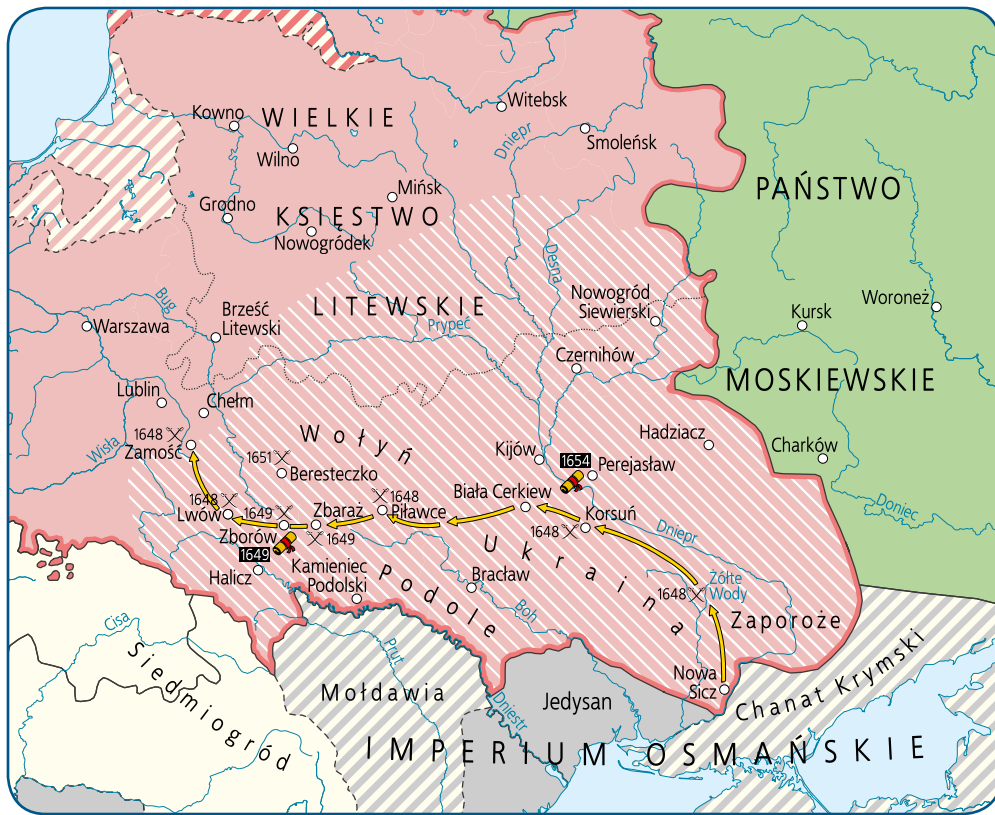 Witebsk
Kowno
WIELKIE
Dniepr
Smoleńsk
Wilno
Mińsk
PAŃSTWO
Grodno
KSIĘSTWO
Nowogródek
Desna
Bug
Brześć
Litewski
LITEWSKIE
Nowogród
Siewierski
Woroneż
Kursk
Warszawa
Prypeć
Czernihów
MOSKIEWSKIE
Lublin
Chełm
Wołyń
Hadziacz
1648
Zamość
Wisła
Kijów
Charków
1651
Beresteczko
1654
Perejasław
1648
Lwów
1649
Zbaraż
1648
Piławce
Biała Cerkiew
Korsuń
Doniec
Zborów
1649
1648
Dniepr
1649
Halicz
Kamieniec
Podolski
Podole
Bracław
Ukraina
Żółte
Wody
1648
Boh
Zaporoże
Cisa
Siedmiogród
Prut
Nowa
Sicz
Chanat Krymski
Mołdawia
Dniestr
Jedysan
IMPERIUM OSMAŃSKIE